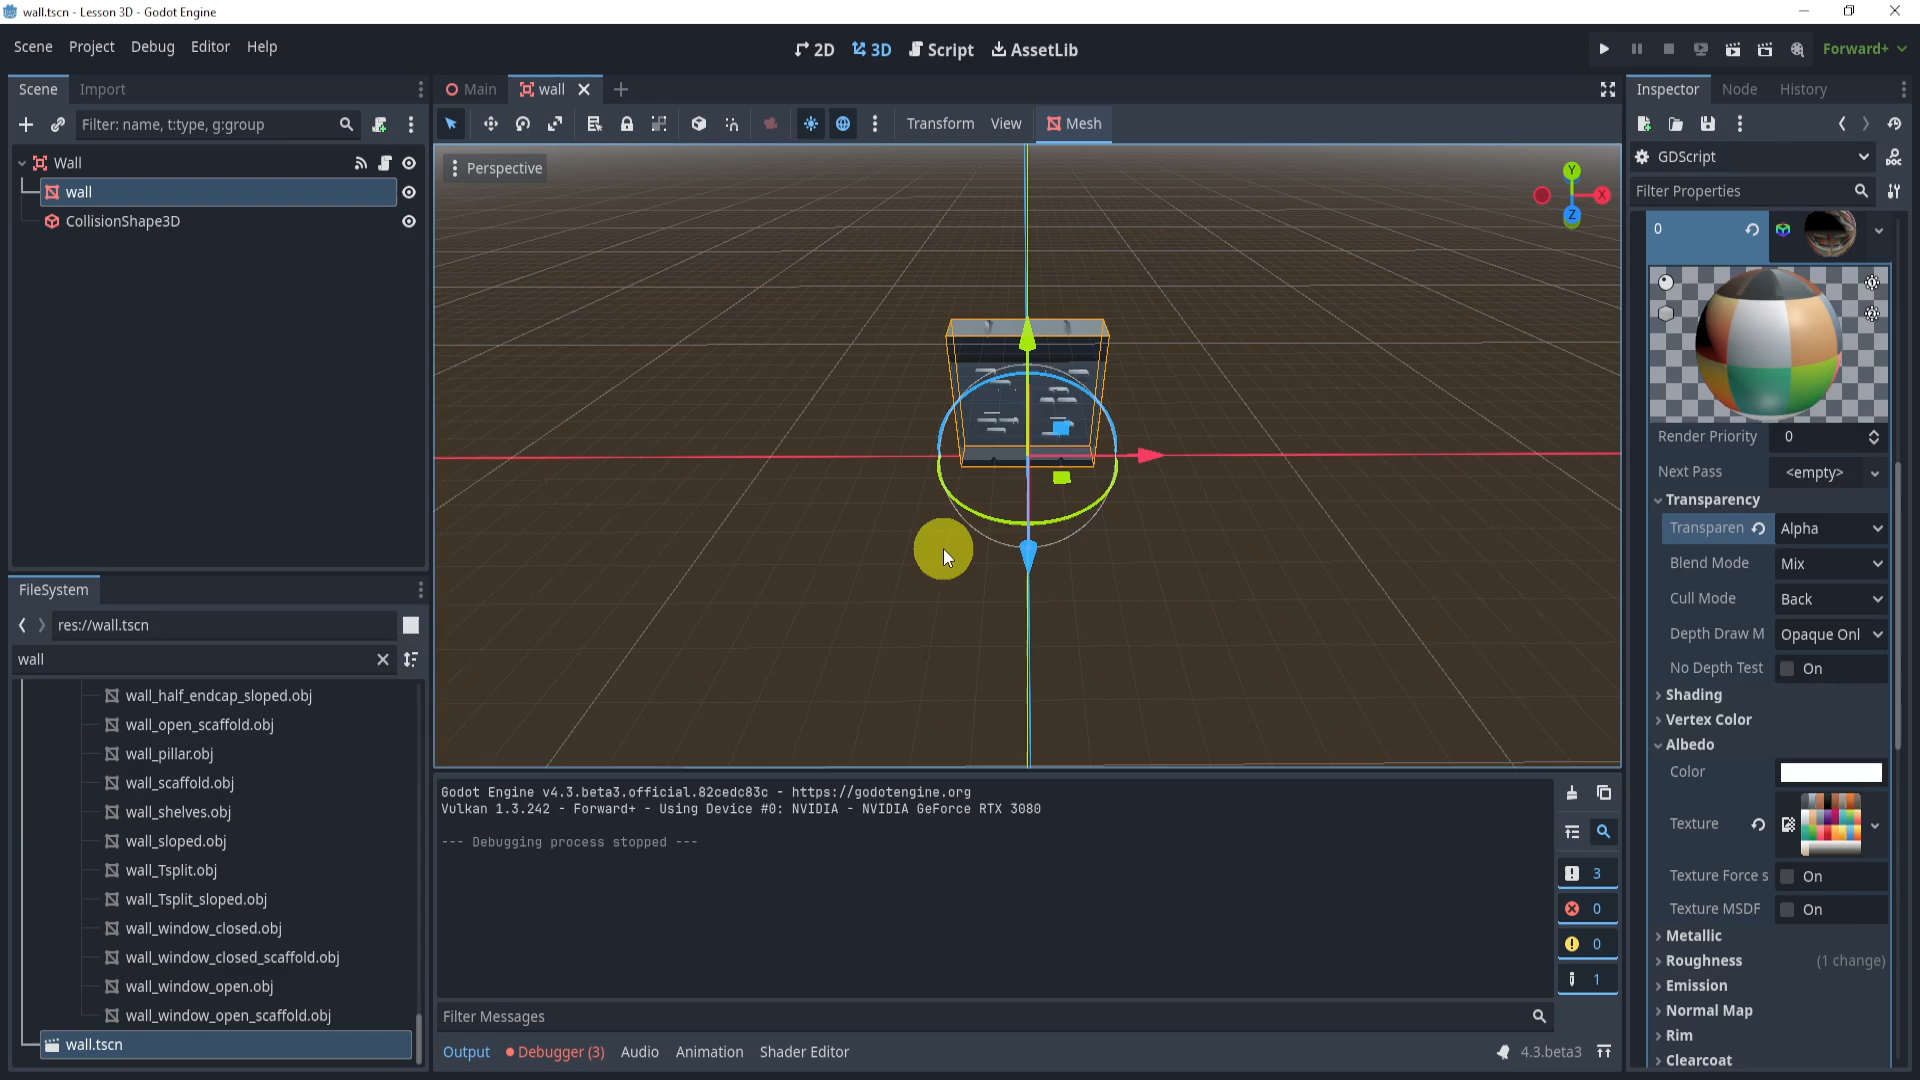 wall.tscn - Lesson 3D - Godot Engine
Scene Project Debug Editor Help
2D 3D Script AssetLib
Forward+
Scene Import
Filter: name, t:type, g:group
Wall
wall
CollisionShape3D
FileSystem
res://wall.tscn
wall
wall_half_endcap_sloped.obj
wall_open_scaffold.obj
wall_pillar.obj
wall_scaffold.obj
wall_shelves.obj
wall_sloped.obj
wall_Tsplit.obj
wall_Tsplit_sloped.obj
wall_window_closed.obj
wall_window_closed_scaffold.obj
wall_window_open.obj
wall_window_open_scaffold.obj
wall.tscn
Main wall
Transform View Mesh
Perspective
Y
X
Z
Godot Engine v4.3.beta3.official.82cedc83c - https://godotengine.org
Vulkan 1.3.242 - Forward+ - Using Device #0: NVIDIA - NVIDIA GeForce RTX 3080
--- Debugging process stopped ---
3
0
0
1
Filter Messages
Output Debugger (3) Audio Animation Shader Editor
4.3.beta3
Inspector Node History
GDScript
Filter Properties
0
Render Priority 0
Next Pass <empty>
Transparency
Transparen Alpha
Blend Mode Mix
Cull Mode Back
Depth Draw M Opaque Onl
No Depth Test On
Shading
Vertex Color
Albedo
Color
Texture
Texture Force s On
Texture MSDF On
Metallic
Roughness (1 change)
Emission
Normal Map
Rim
Clearcoat